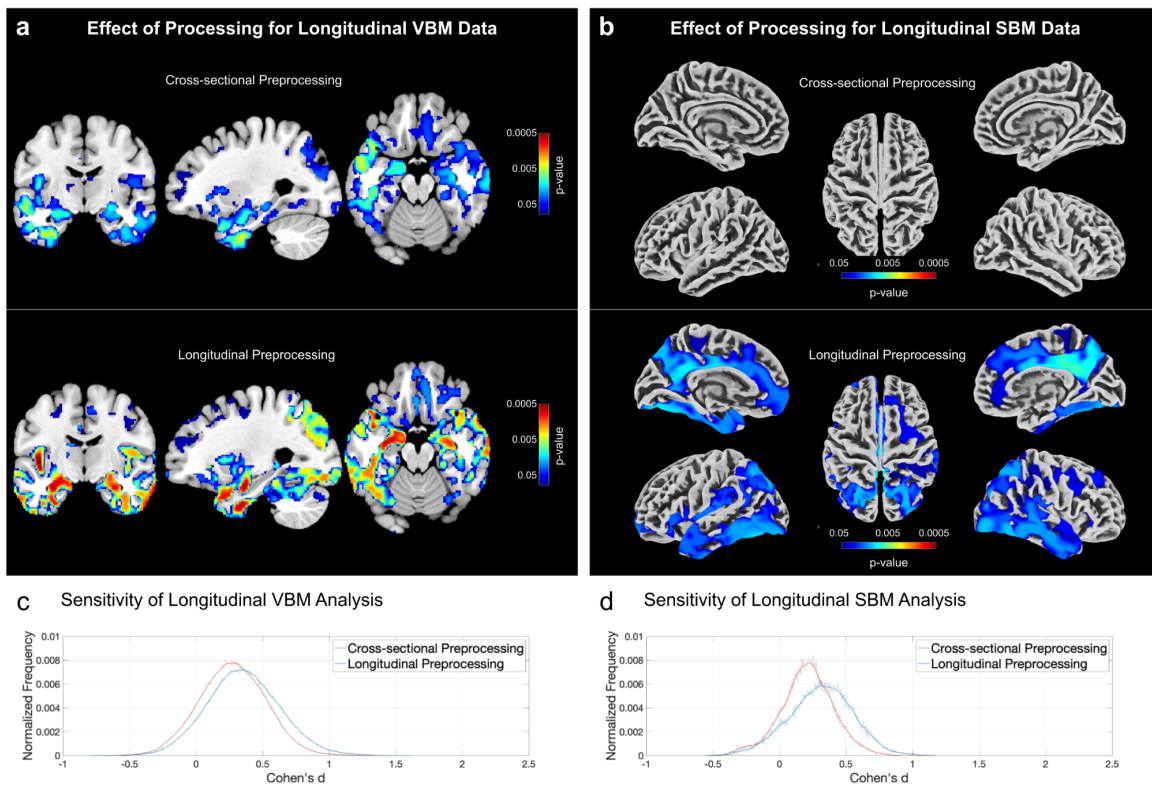 a Effect of Processing for Longitudinal VBM Data
Cross-sectional Preprocessing
0.0005
0.005
0.05
p-value
Longitudinal Preprocessing
0.0005
0.005
0.05
p-value
b Effect of Processing for Longitudinal SBM Data
Cross-sectional Preprocessing
0.05 0.005 0.0005
p-value
Longitudinal Preprocessing
0.05 0.005 0.0005
p-value
c Sensitivity of Longitudinal VBM Analysis
Normalized Frequency
0.01
0.008
0.006
0.004
0.002
0
-1 -0.5 0 0.5 1 1.5 2 2.5
Cohen's d
Cross-sectional Preprocessing
Longitudinal Preprocessing
d Sensitivity of Longitudinal SBM Analysis
Normalized Frequency
0.01
0.008
0.006
0.004
0.002
0
-1 -0.5 0 0.5 1 1.5 2 2.5
Cohen's d
Cross-sectional Preprocessing
Longitudinal Preprocessing